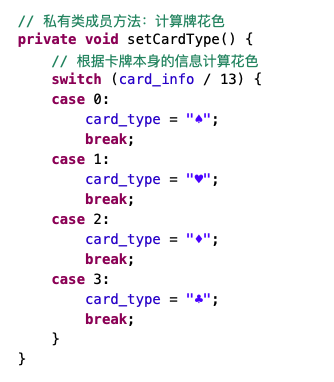 // 私有类成员方法：计算牌花色
private void setCardType() {
    // 根据卡牌本身的信息计算花色
    switch (card_info / 13) {
    case 0:
        card_type = "♠";
        break;
    case 1:
        card_type = "♥";
        break;
    case 2:
        card_type = "♦";
        break;
    case 3:
        card_type = "♣";
        break;
    }
}